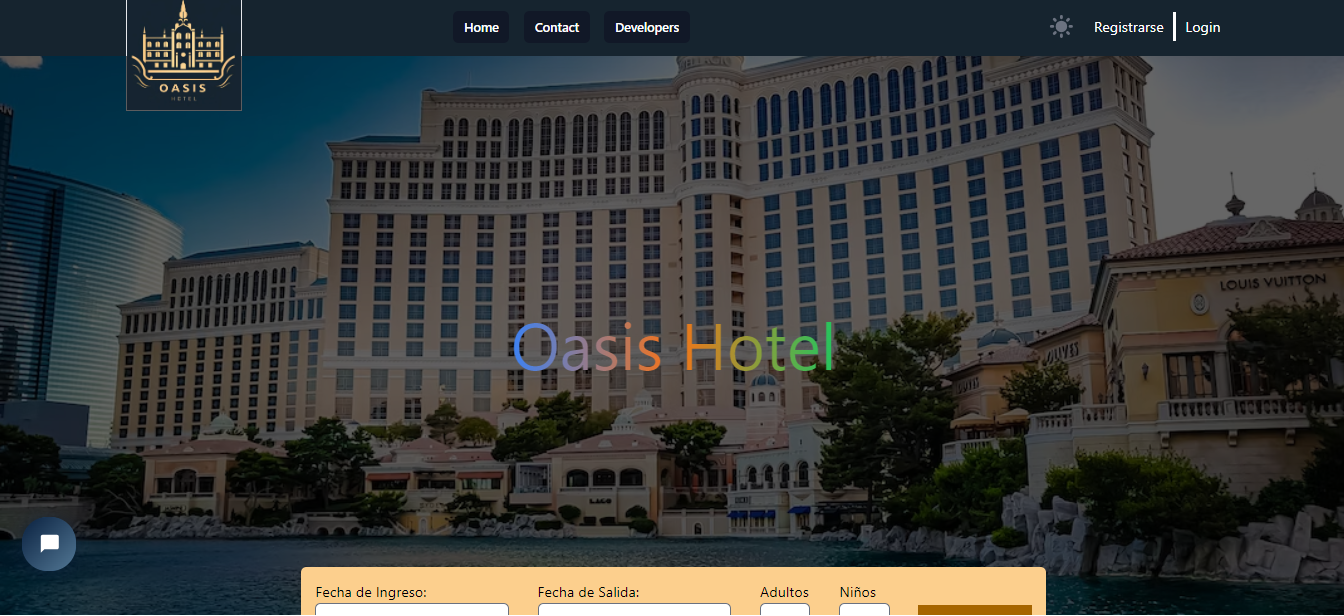 Home
Contact
Developers
Registrarse
Login
OASIS
HOTEL
LOUIS VUITTON
Oasis Hotel
LAGO
Fecha de Ingreso:
Fecha de Salida:
Adultos
Niños